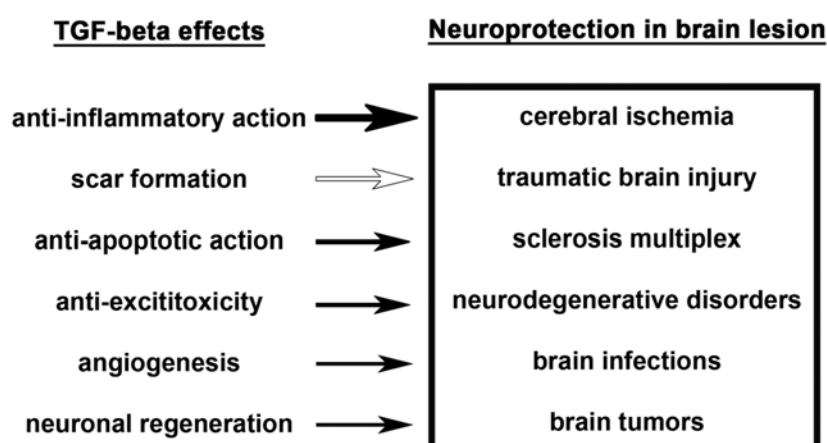 TGF-beta effects
Neuroprotection in brain lesion
anti-inflammatory action
cerebral ischemia
scar formation
traumatic brain injury
anti-apoptotic action
sclerosis multiplex
anti-excititoxicity
neurodegenerative disorders
angiogenesis
brain infections
neuronal regeneration
brain tumors